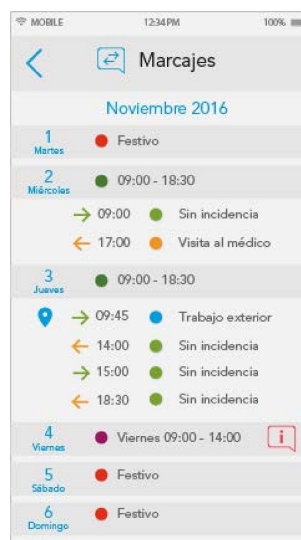 MOBILE 12:34 PM 100%
Marcajes
Noviembre 2016
1 Festivo
Martes
2 09:00 - 18:30
Miércoles
09:00 Sin incidencia
17:00 Visita al médico
3 09:00 - 18:30
Jueves
09:45 Trabajo exterior
14:00 Sin incidencia
15:00 Sin incidencia
18:30 Sin incidencia
4 Viernes 09:00 - 14:00 i
Viernes
5 Festivo
Sábado
6 Festivo
Domingo